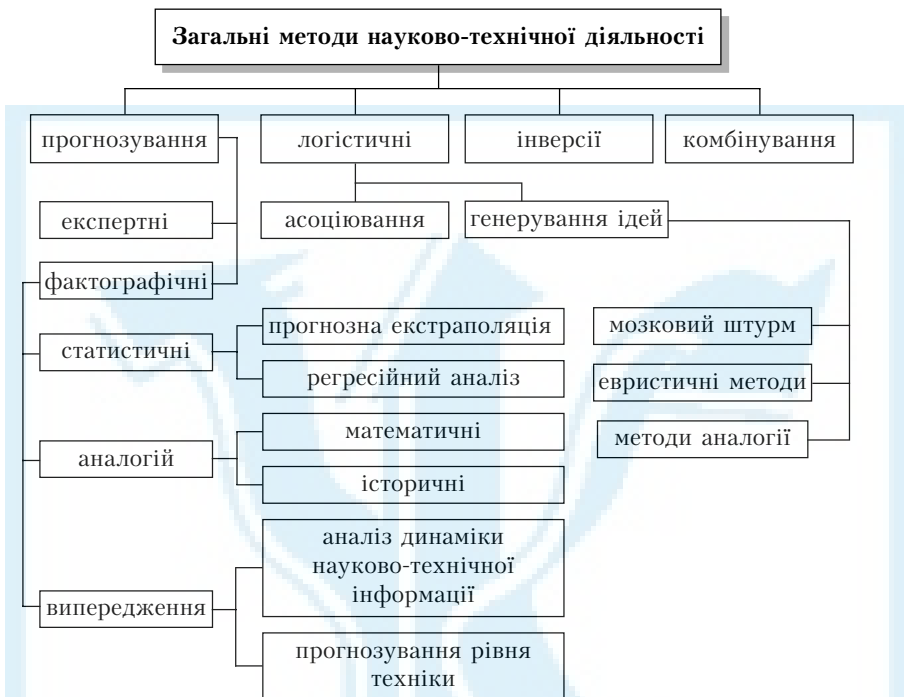 Загальні методи науково-технічної діяльності
прогнозування
логістичні
інверсії
комбінування
експертні
асоціювання
генерування ідей
фактографічні
статистичні
прогнозна екстраполяція
мозковий штурм
регресійний аналіз
евристичні методи
аналогій
математичні
методи аналогії
історичні
випередження
аналіз динаміки
науково-технічної
інформації
прогнозування рівня
техніки